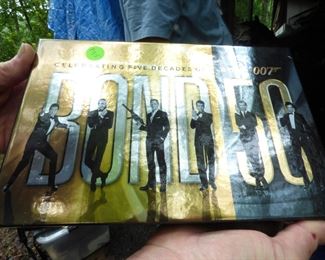 CELEBRATING FIVE DECADES OF 007
BOND 50